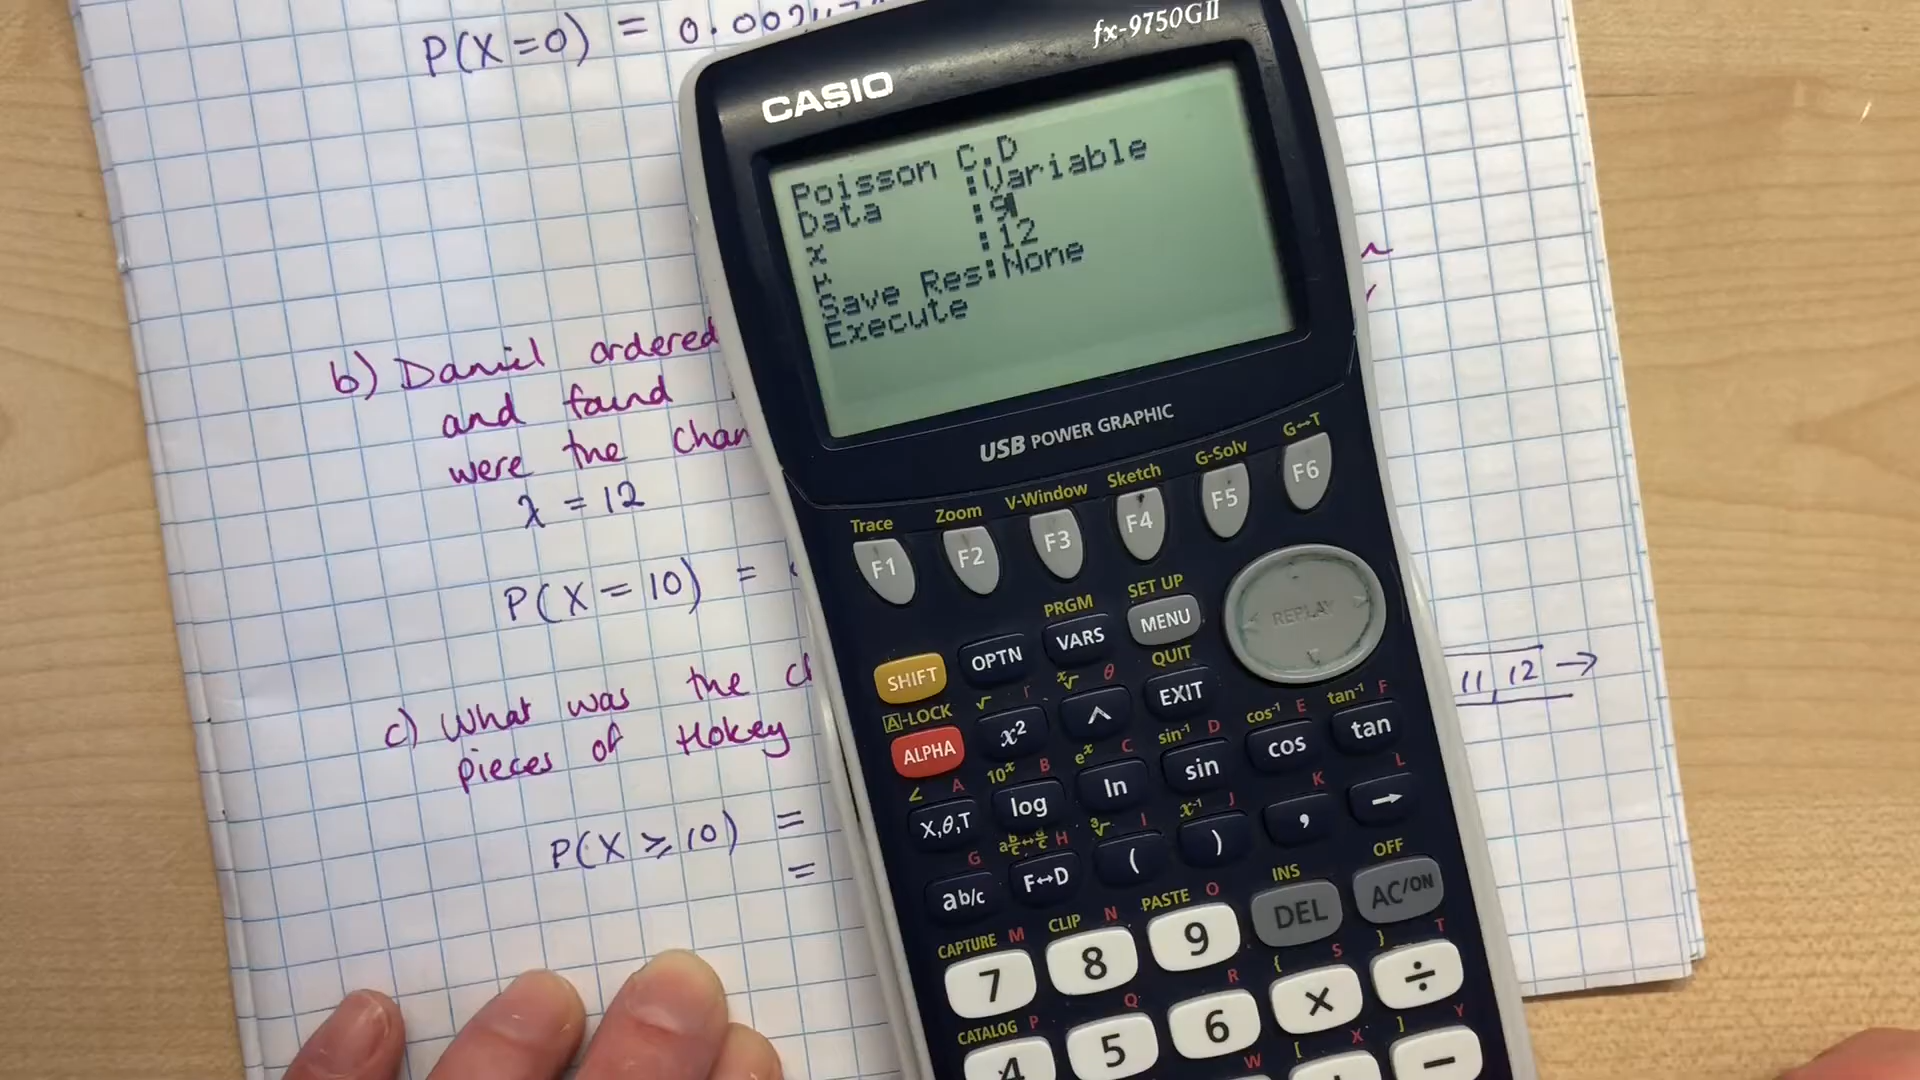 P(X=0) = 0.002
CASIO
fx-9750GII
Poisson C.D
Data :Variable
x :9
μ :12
Save Res:None
Execute
USB POWER GRAPHIC
b) Daniel ordered
and found
were the chan
λ = 12
P(X = 10) =
c) What was the c
pieces of Hokey
11, 12 →
P(X ⩾ 10) =
=
Trace Zoom V-Window Sketch G-Solv G↔T
F1 F2 F3 F4 F5 F6
PRGM SET UP
SHIFT OPTN VARS MENU
REPLAY
A-LOCK √ r ˣ√ θ QUIT
ALPHA x² ^ EXIT
∠ A 10ˣ B eˣ C sin⁻¹ D cos⁻¹ E tan⁻¹ F
X,θ,T log ln sin cos tan
G a b/c↔d/c H ³√ I x⁻¹ J K L
ab/c F↔D ( ) , →
CAPTURE M CLIP N PASTE O INS OFF
7 8 9 DEL AC/ON
CATALOG P Q R { S } T
4 5 6 × ÷
W [ X ] Y
+ −